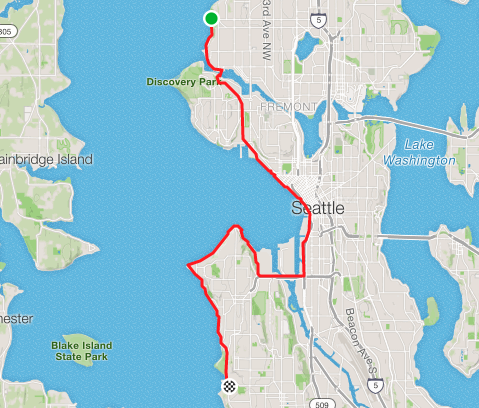 305
3rd Ave NW
5
Discovery Park
FREMONT
Lake
Washington
ainbridge Island
Seattle
hester
Blake Island
State Park
Beacon Ave S
5
509